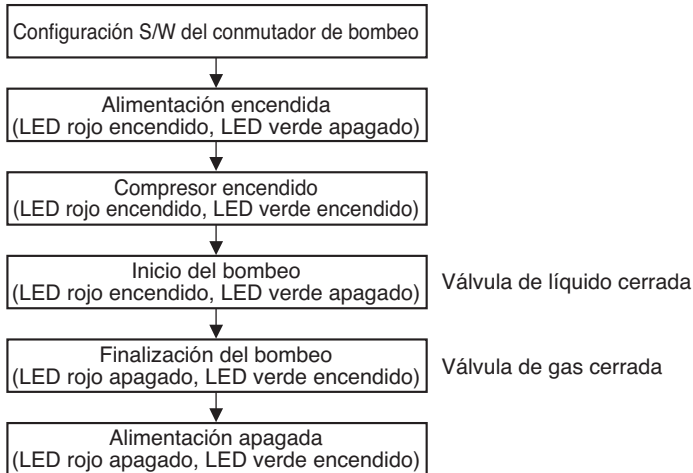 Configuración S/W del conmutador de bombeo
Alimentación encendida
(LED rojo encendido, LED verde apagado)
Compresor encendido
(LED rojo encendido, LED verde encendido)
Inicio del bombeo
(LED rojo encendido, LED verde apagado)
Válvula de líquido cerrada
Finalización del bombeo
(LED rojo apagado, LED verde encendido)
Válvula de gas cerrada
Alimentación apagada
(LED rojo apagado, LED verde encendido)